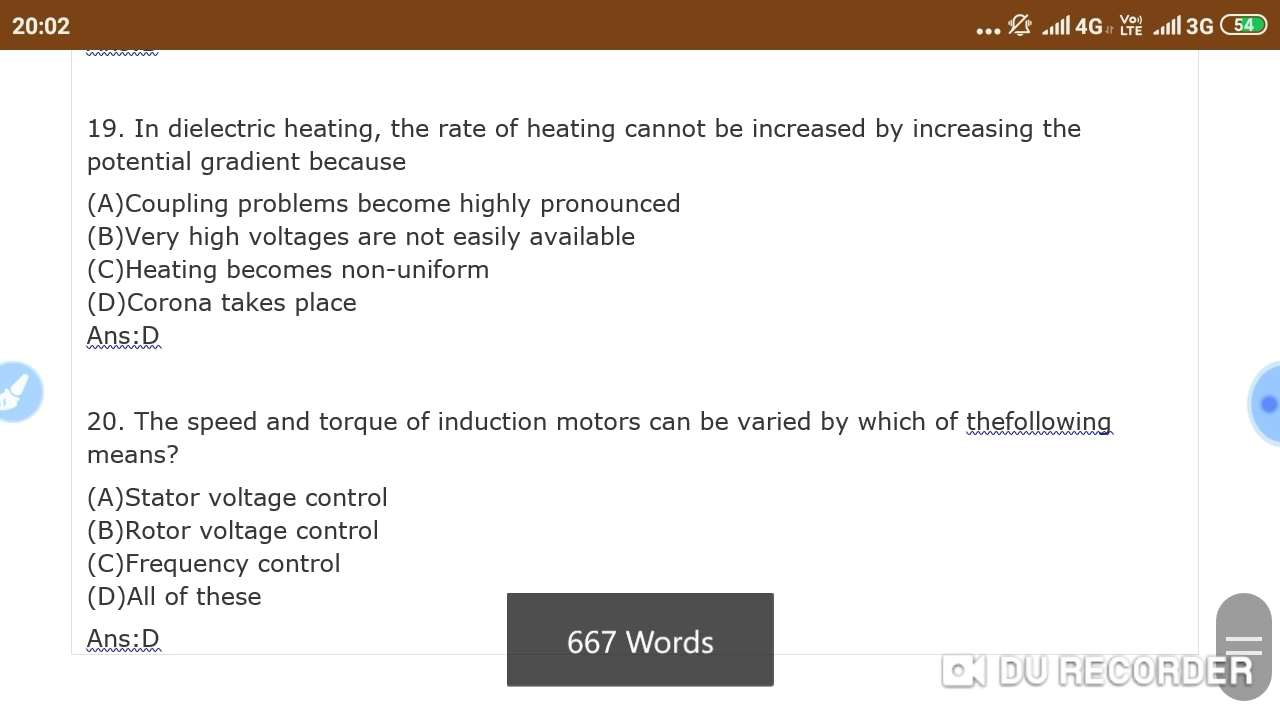 20:02
4G
Vo)
LTE
3G
54
19. In dielectric heating, the rate of heating cannot be increased by increasing the
potential gradient because
(A)Coupling problems become highly pronounced
(B)Very high voltages are not easily available
(C)Heating becomes non-uniform
(D)Corona takes place
Ans:D
20. The speed and torque of induction motors can be varied by which of thefollowing
means?
(A)Stator voltage control
(B)Rotor voltage control
(C)Frequency control
(D)All of these
Ans:D
667 Words
DU RECORDER